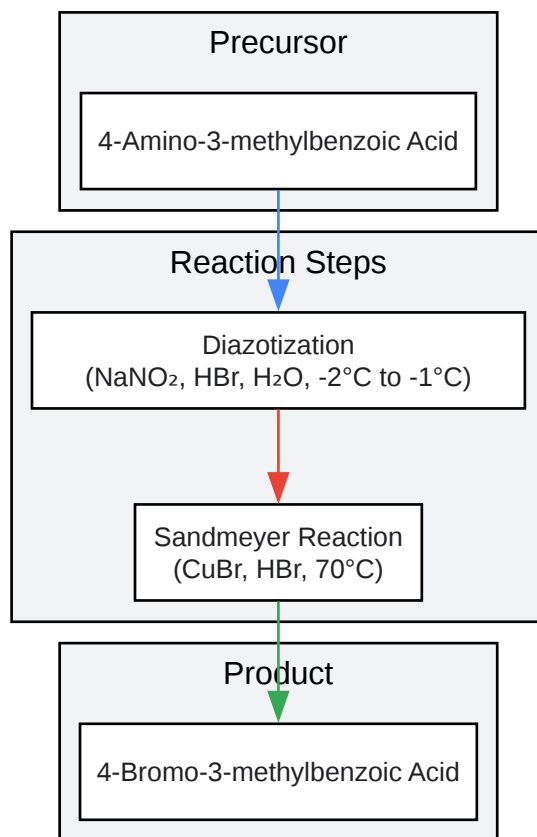 Precursor
4-Amino-3-methylbenzoic Acid
Reaction Steps
Diazotization
(NaNO₂, HBr, H₂O, -2°C to -1°C)
Sandmeyer Reaction
(CuBr, HBr, 70°C)
Product
4-Bromo-3-methylbenzoic Acid